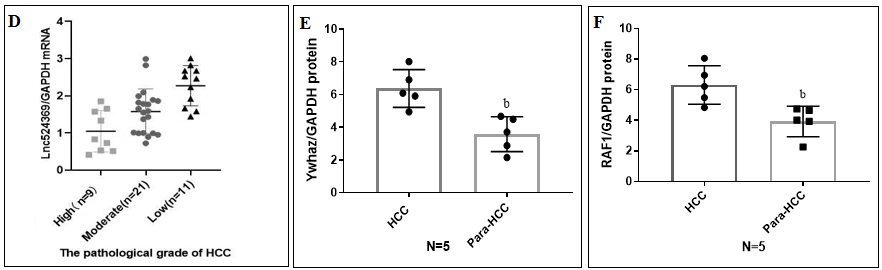 D
Lnc524369/GAPDH mRNA
4
3
2
1
0
High( n=9)
Moderate(n=21)
Low(n=11)
The pathological grade of HCC
E
Ywhaz/GAPDH protein
10
8
6
4
2
0
b
HCC
Para-HCC
N=5
F
RAF1/GAPDH protein
10
8
6
4
2
0
b
HCC
Para-HCC
N=5